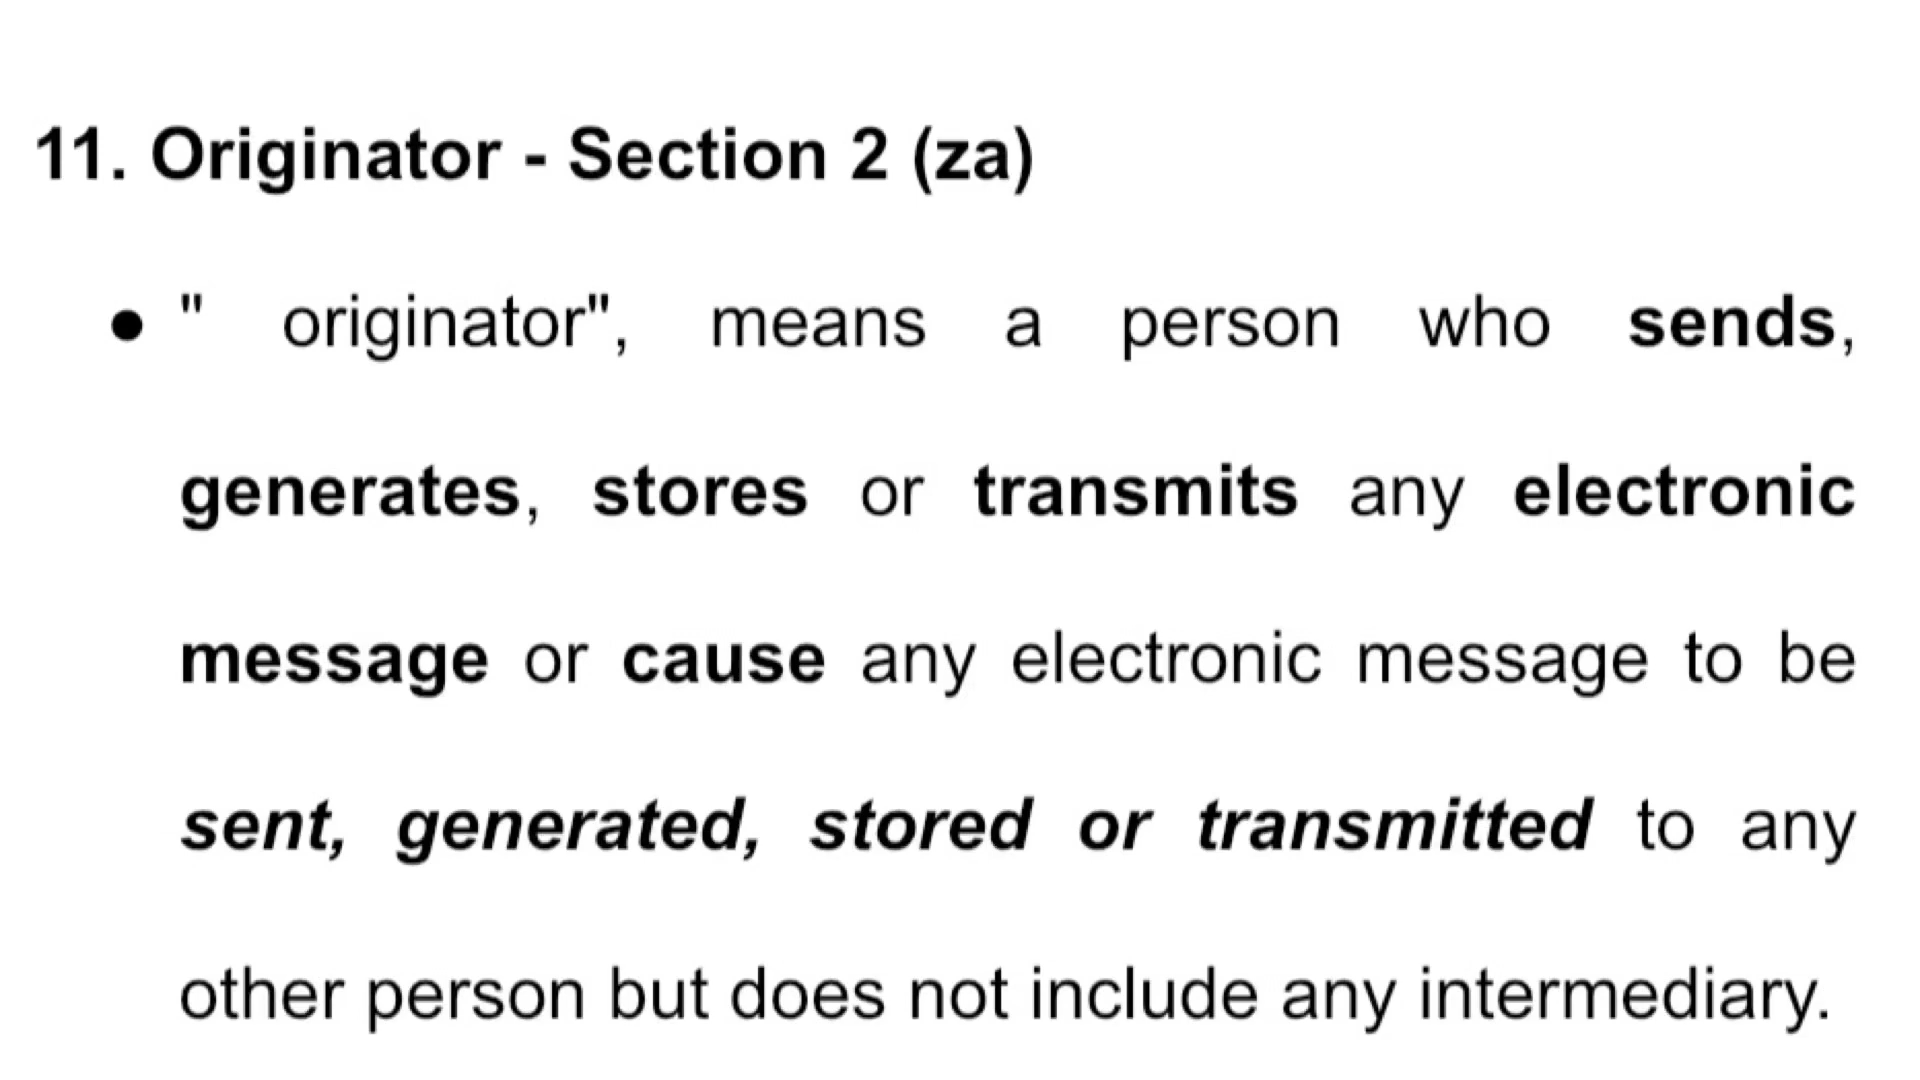 11. Originator - Section 2 (za)
● " originator", means a person who sends,
generates, stores or transmits any electronic
message or cause any electronic message to be
sent, generated, stored or transmitted to any
other person but does not include any intermediary.